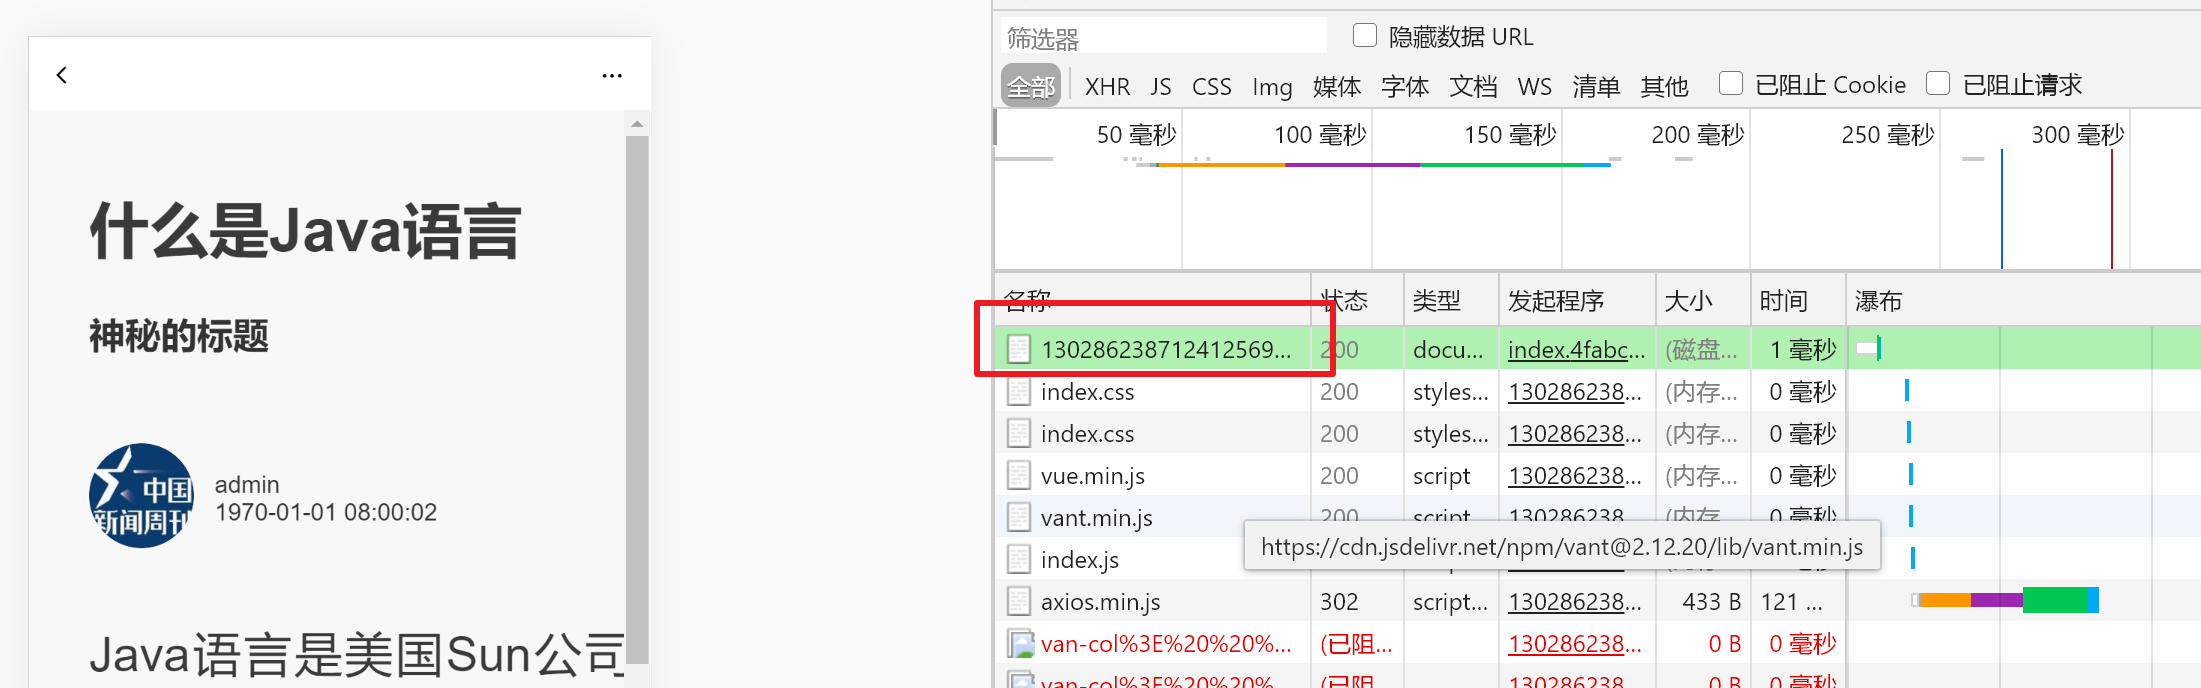 什么是Java语言
神秘的标题
中国
新闻周刊
admin
1970-01-01 08:00:02
Java语言是美国Sun公司
筛选器
隐藏数据 URL
全部 XHR JS CSS Img 媒体 字体 文档 WS 清单 其他 已阻止 Cookie 已阻止请求
50 毫秒 100 毫秒 150 毫秒 200 毫秒 250 毫秒 300 毫秒
名称 状态 类型 发起程序 大小 时间 瀑布
130286238712412569... 200 docu... index.4fabc... (磁盘... 1 毫秒
index.css 200 styles... 130286238... (内存... 0 毫秒
index.css 200 styles... 130286238... (内存... 0 毫秒
vue.min.js 200 script 130286238... (内存... 0 毫秒
vant.min.js 200 script 130286238... (内存... 0 毫秒
https://cdn.jsdelivr.net/npm/vant@2.12.20/lib/vant.min.js
index.js
axios.min.js 302 script... 130286238... 433 B 121 ...
van-col%3E%20%20%... (已阻... 130286238... 0 B 0 毫秒
van-col%3E%20%20%... (已阻... 130286238... 0 B 0 毫秒